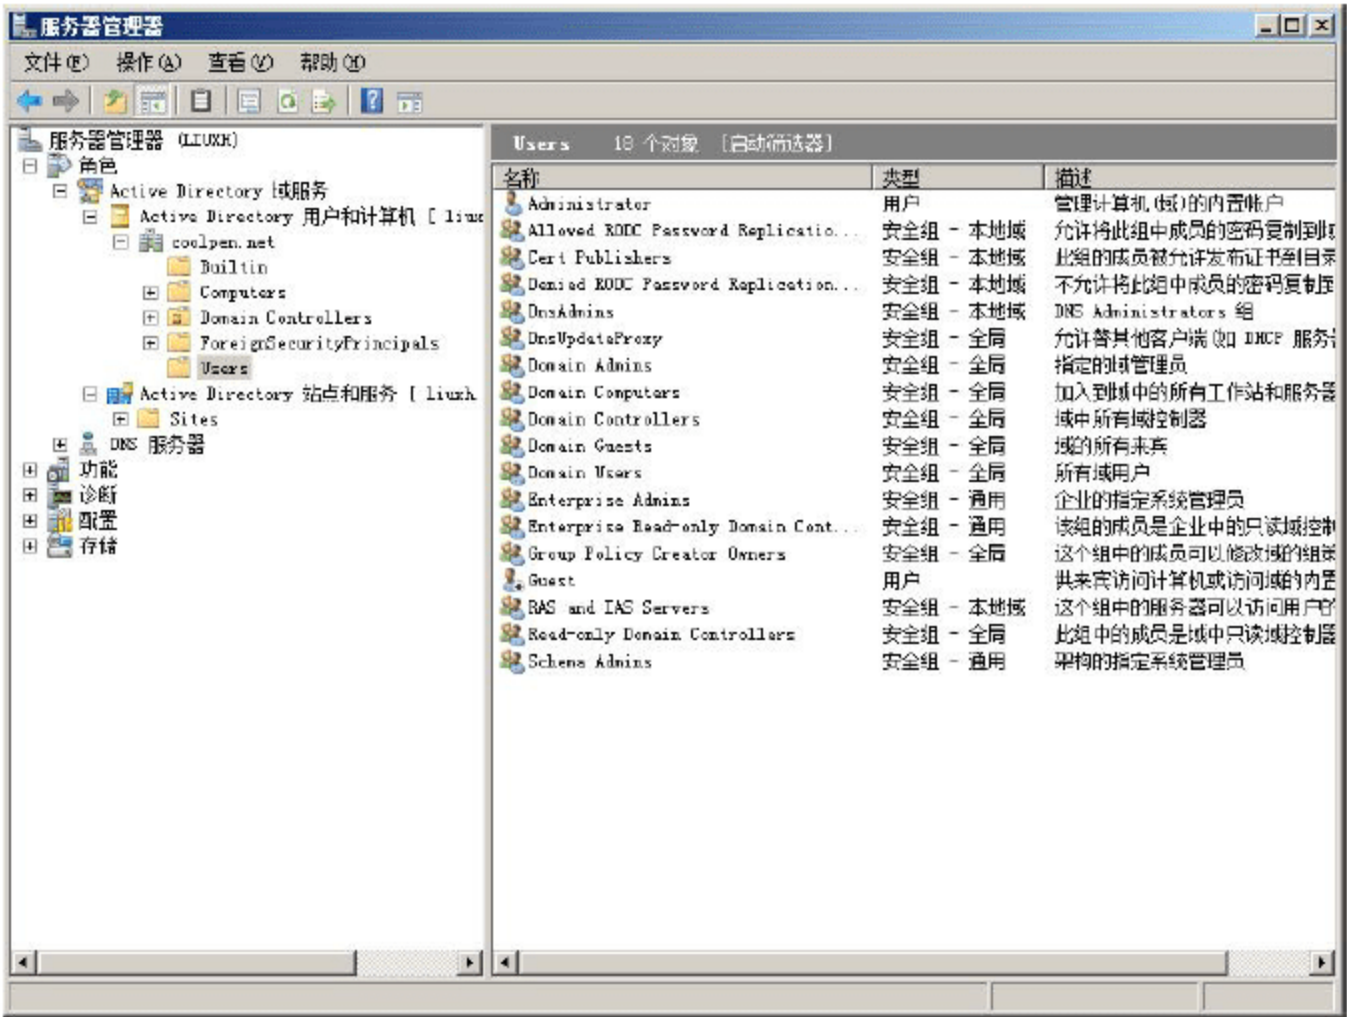 服务器管理器
文件(F) 操作(A) 查看(V) 帮助(H)
服务器管理器 (LIUXH)
角色
Active Directory 域服务
Active Directory 用户和计算机 [ liux
coolpen.net
Builtin
Computers
Domain Controllers
ForeignSecurityPrincipals
Users
Active Directory 站点和服务 [ liuxh
Sites
DNS 服务器
功能
诊断
配置
存储
Users 18 个对象 [启动筛选器]
名称 类型 描述
Administrator 用户 管理计算机(域)的内置帐户
Allowed RODC Password Replicatio... 安全组 - 本地域 允许将此组中成员的密码复制到域
Cert Publishers 安全组 - 本地域 此组的成员被允许发布证书到目录
Denied RODC Password Replication... 安全组 - 本地域 不允许将此组中成员的密码复制到
DnsAdmins 安全组 - 本地域 DNS Administrators 组
DnsUpdateProxy 安全组 - 全局 允许替其他客户端(如 DHCP 服务
Domain Admins 安全组 - 全局 指定的域管理员
Domain Computers 安全组 - 全局 加入到域中的所有工作站和服务器
Domain Controllers 安全组 - 全局 域中所有域控制器
Domain Guests 安全组 - 全局 域的所有来宾
Domain Users 安全组 - 全局 所有域用户
Enterprise Admins 安全组 - 通用 企业的指定系统管理员
Enterprise Read-only Domain Cont... 安全组 - 通用 该组的成员是企业中的只读域控制
Group Policy Creator Owners 安全组 - 全局 这个组中的成员可以修改域的组策
Guest 用户 供来宾访问计算机或访问域的内置
RAS and IAS Servers 安全组 - 本地域 这个组中的服务器可以访问用户的
Read-only Domain Controllers 安全组 - 全局 此组中的成员是域中只读域控制器
Schema Admins 安全组 - 通用 架构的指定系统管理员